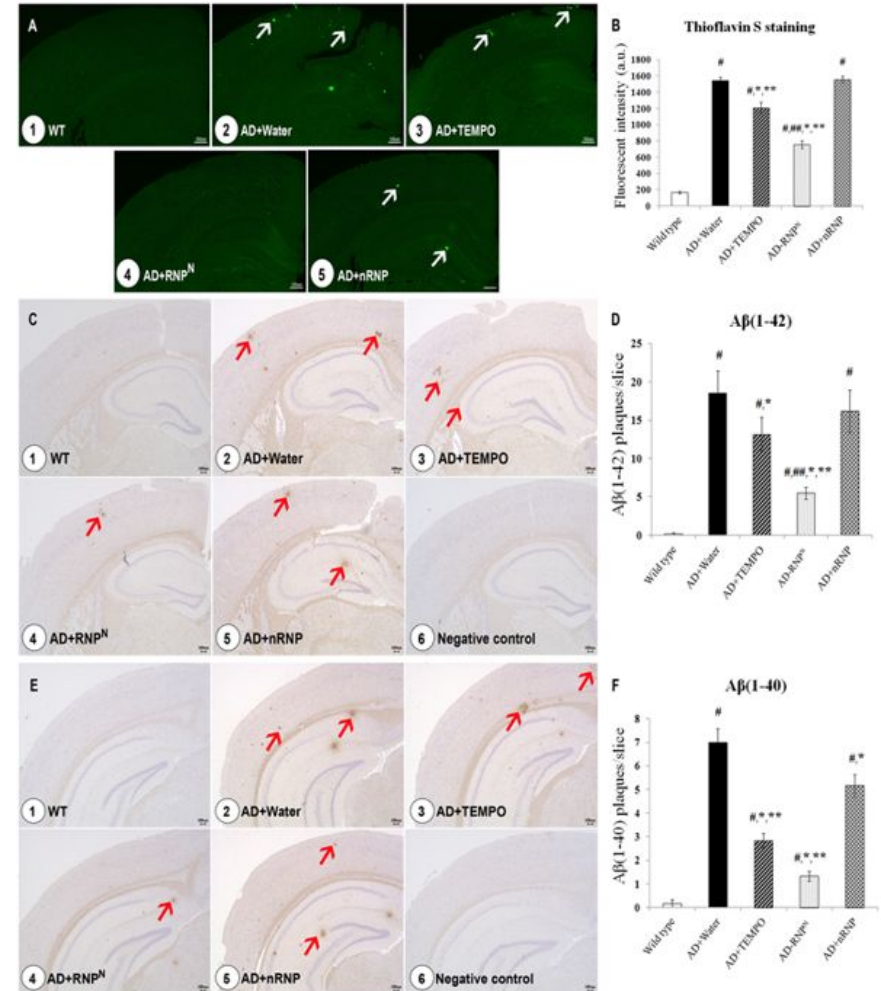 A
1 WT
2 AD+Water
3 AD+TEMPO
4 AD+RNP^N
5 AD+nRNP
B
Thioflavin S staining
Fluorescent intensity (a.u.)
1800
1600
1400
1200
1000
800
600
400
200
0
#
#,*,**
#,##,*,**
#
Wild type
AD+Water
AD+TEMPO
AD-RNP^N
AD+nRNP
C
1 WT
2 AD+Water
3 AD+TEMPO
4 AD+RNP^N
5 AD+nRNP
6 Negative control
D
Aβ(1-42)
Aβ(1-42) plaques/slice
25
20
15
10
5
0
#
#,*
#,##,*,**
#
Wild type
AD+Water
AD+TEMPO
AD-RNP^N
AD+nRNP
E
1 WT
2 AD+Water
3 AD+TEMPO
4 AD+RNP^N
5 AD+nRNP
6 Negative control
F
Aβ(1-40)
Aβ(1-40) plaques/slice
8
7
6
5
4
3
2
1
0
#
#,*,**
#,*,**
#,*
Wild type
AD+Water
AD+TEMPO
AD-RNP^N
AD+nRNP